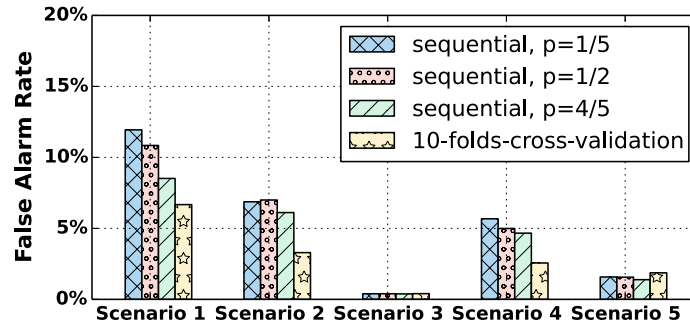 20%
15%
10%
5%
0%
False Alarm Rate
sequential, p=1/5
sequential, p=1/2
sequential, p=4/5
10-folds-cross-validation
Scenario 1 Scenario 2 Scenario 3 Scenario 4 Scenario 5